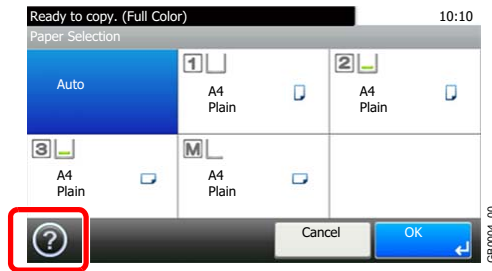 Ready to copy. (Full Color) 10:10
Paper Selection
Auto
1
A4
Plain
2
A4
Plain
3
A4
Plain
M
A4
Plain
?
Cancel
OK
GB0004_00